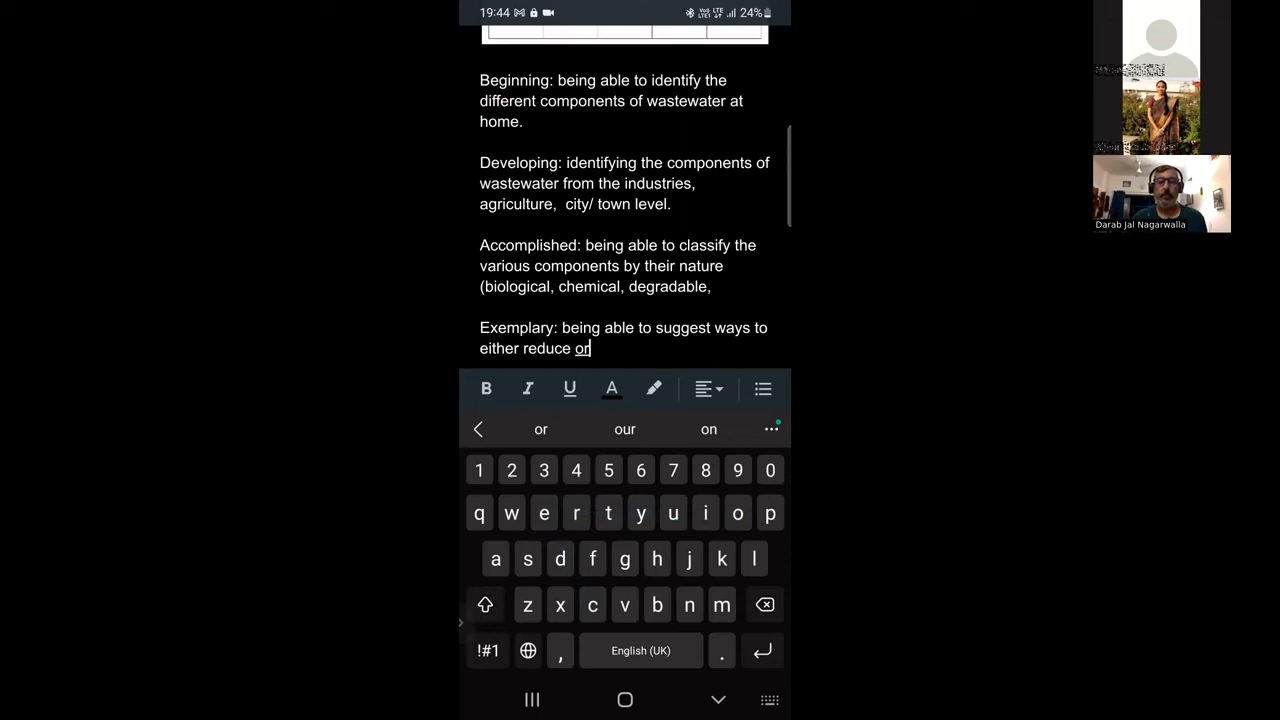 19:44
Vo) LTE
LTE1
24%
Beginning: being able to identify the
different components of wastewater at
home.
Developing: identifying the components of
wastewater from the industries,
agriculture, city/ town level.
Accomplished: being able to classify the
various components by their nature
(biological, chemical, degradable,
Exemplary: being able to suggest ways to
either reduce or
B I U A
or our on
1 2 3 4 5 6 7 8 9 0
q w e r t y u i o p
a s d f g h j k l
z x c v b n m
!#1 , English (UK) .
Darab Jal Nagarwalla